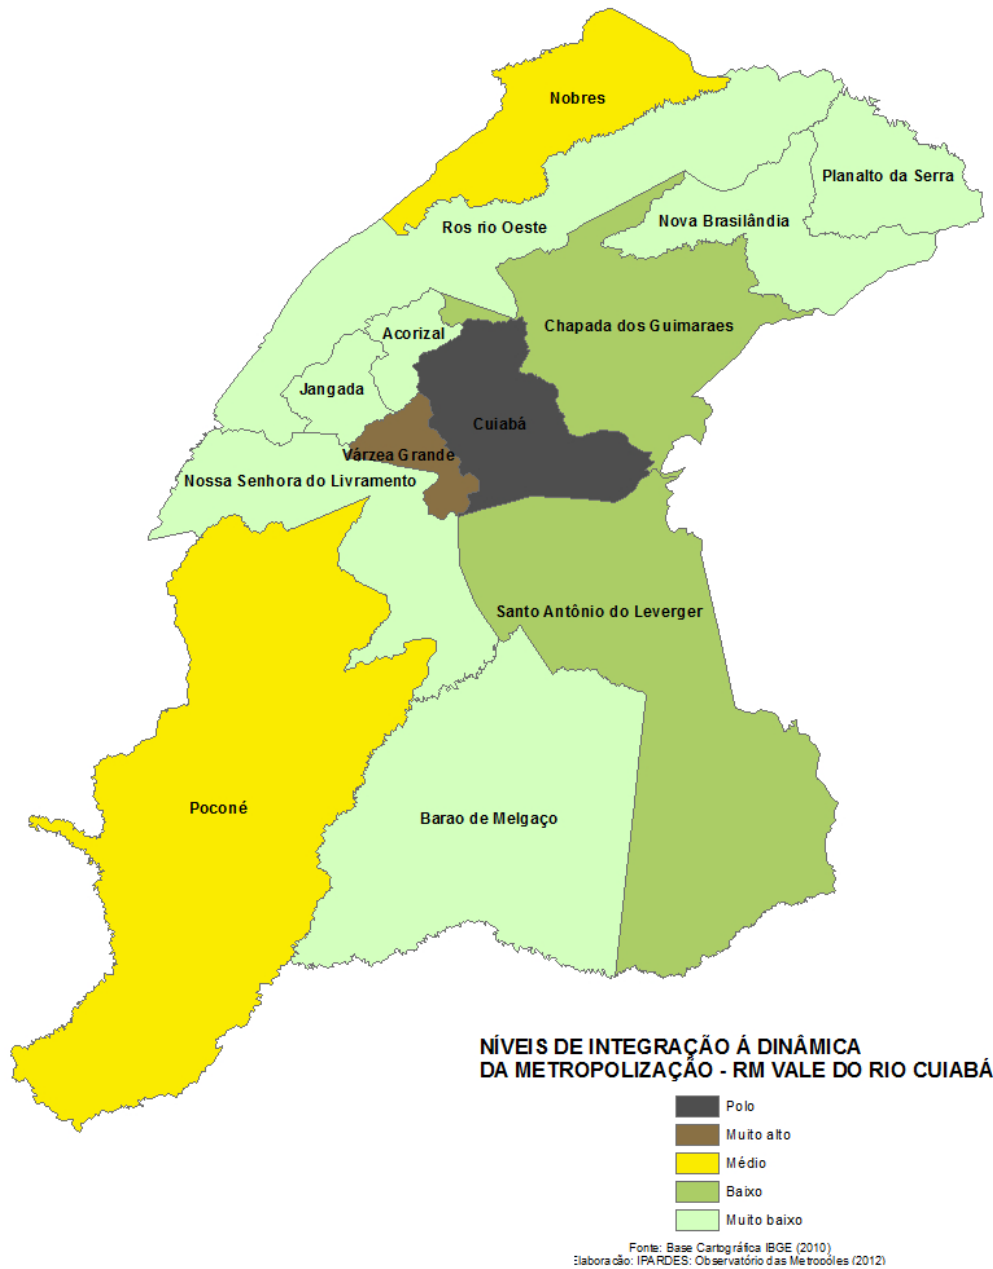 Nobres
Planalto da Serra
Nova Brasilândia
Ros rio Oeste
Chapada dos Guimaraes
Acorizal
Jangada
Cuiabá
Várzea Grande
Nossa Senhora do Livramento
Santo Antônio do Leverger
Poconé
Barao de Melgaço
NÍVEIS DE INTEGRAÇÃO Á DINÂMICA
DA METROPOLIZAÇÃO - RM VALE DO RIO CUIABÁ
Polo
Muito alto
Médio
Baixo
Muito baixo
Fonte: Base Cartográfica IBGE (2010)
Elaboração: IPARDES; Observatório das Metropóles (2012)